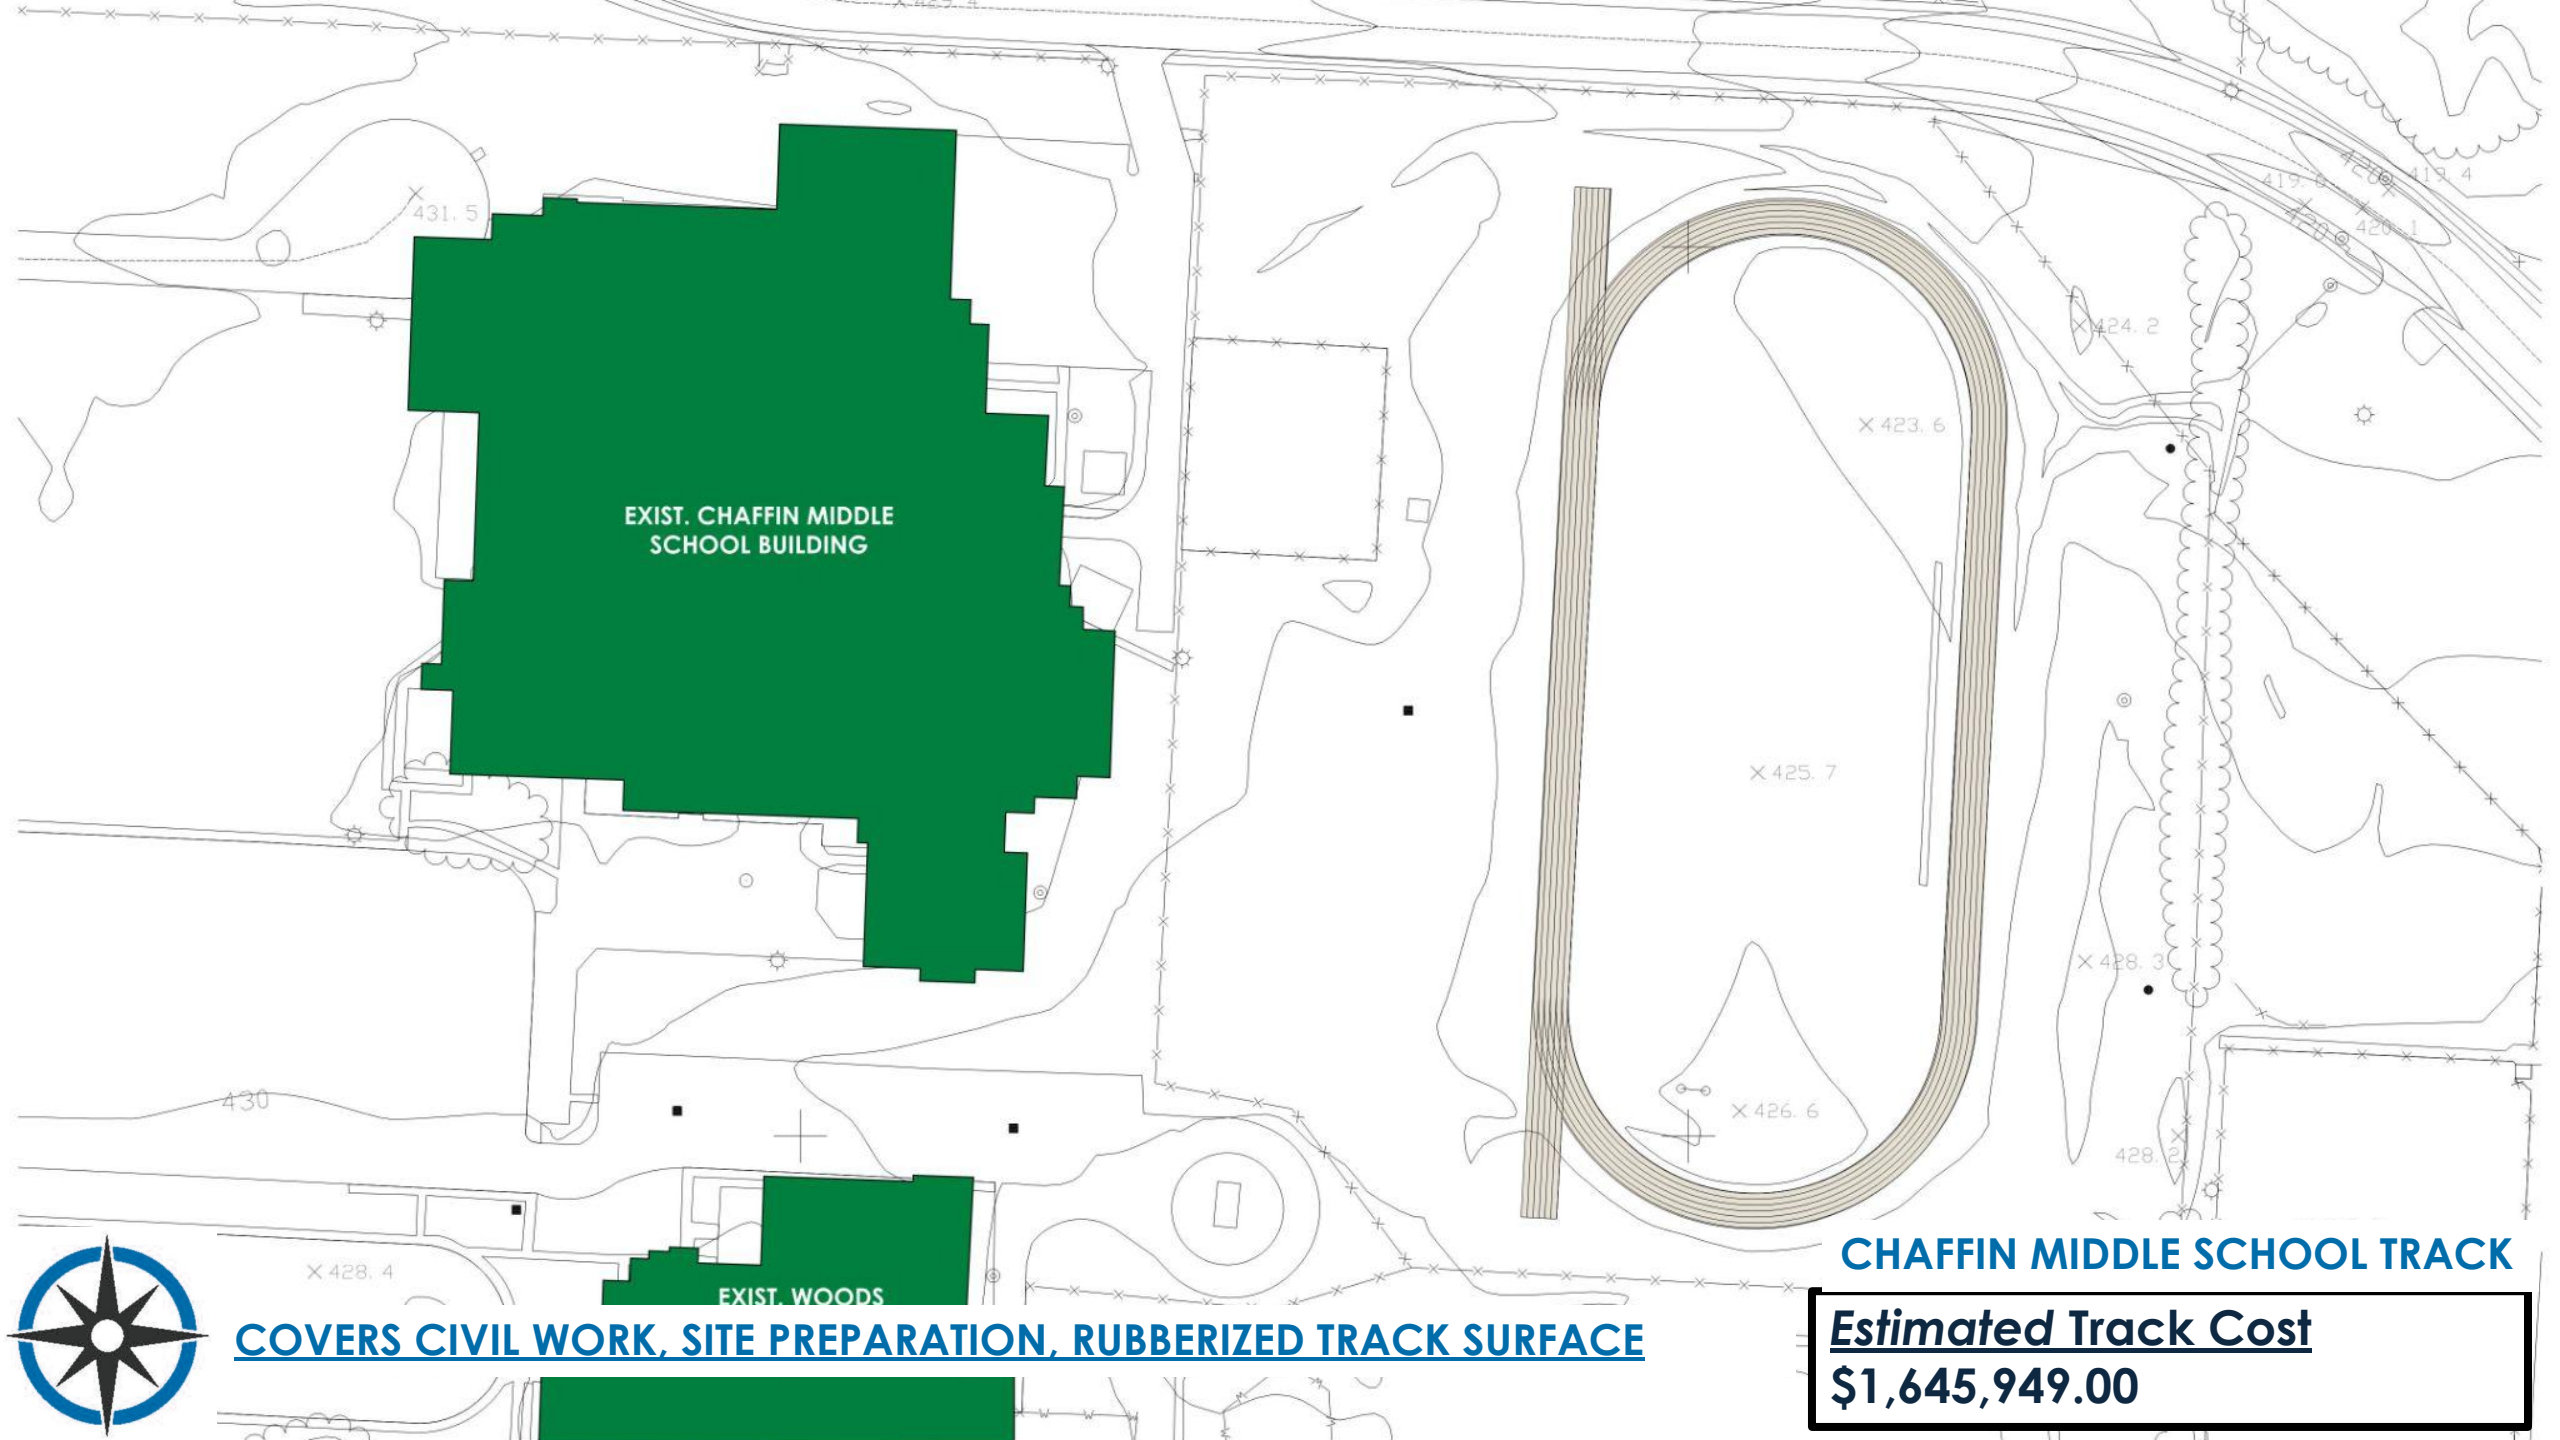 431. 5
419. 8
419. 4
420. 1
424. 2
× 423. 6
EXIST. CHAFFIN MIDDLE
SCHOOL BUILDING
× 425. 7
× 428. 3
430
× 426. 6
428. 2
× 428. 4
CHAFFIN MIDDLE SCHOOL TRACK
EXIST. WOODS
COVERS CIVIL WORK, SITE PREPARATION, RUBBERIZED TRACK SURFACE
Estimated Track Cost
$1,645,949.00